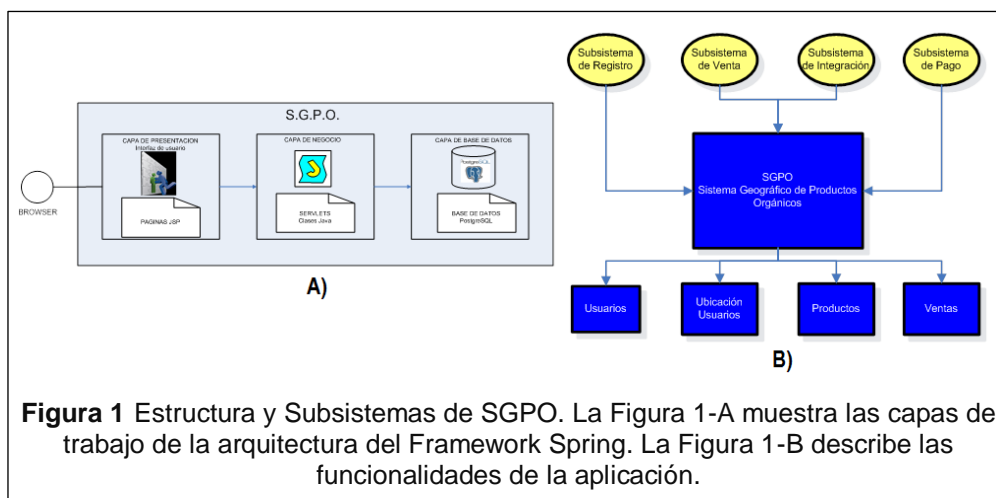 S.G.P.O.
CAPA DE PRESENTACION
Interfaz de usuario
PAGINAS JSP
CAPA DE NEGOCIO
SERVLETS
Clases Java
CAPA DE BASE DE DATOS
PostgreSQL
BASE DE DATOS
PostgreSQL
BROWSER
A)
Subsistema
de Registro
Subsistema
de Venta
Subsistema
de Integración
Subsistema
de Pago
SGPO
Sistema Geográfico de Productos
Orgánicos
Usuarios
Ubicación
Usuarios
Productos
Ventas
B)
Figura 1 Estructura y Subsistemas de SGPO. La Figura 1-A muestra las capas de
trabajo de la arquitectura del Framework Spring. La Figura 1-B describe las
funcionalidades de la aplicación.